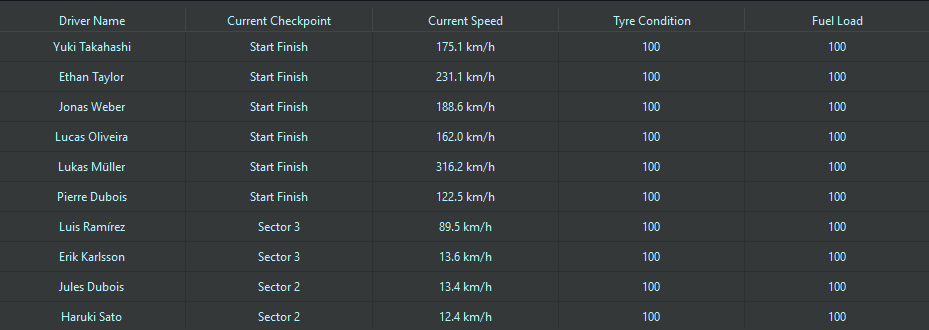 Driver Name Current Checkpoint Current Speed Tyre Condition Fuel Load
Yuki Takahashi Start Finish 175.1 km/h 100 100
Ethan Taylor Start Finish 231.1 km/h 100 100
Jonas Weber Start Finish 188.6 km/h 100 100
Lucas Oliveira Start Finish 162.0 km/h 100 100
Lukas Müller Start Finish 316.2 km/h 100 100
Pierre Dubois Start Finish 122.5 km/h 100 100
Luis Ramírez Sector 3 89.5 km/h 100 100
Erik Karlsson Sector 3 13.6 km/h 100 100
Jules Dubois Sector 2 13.4 km/h 100 100
Haruki Sato Sector 2 12.4 km/h 100 100